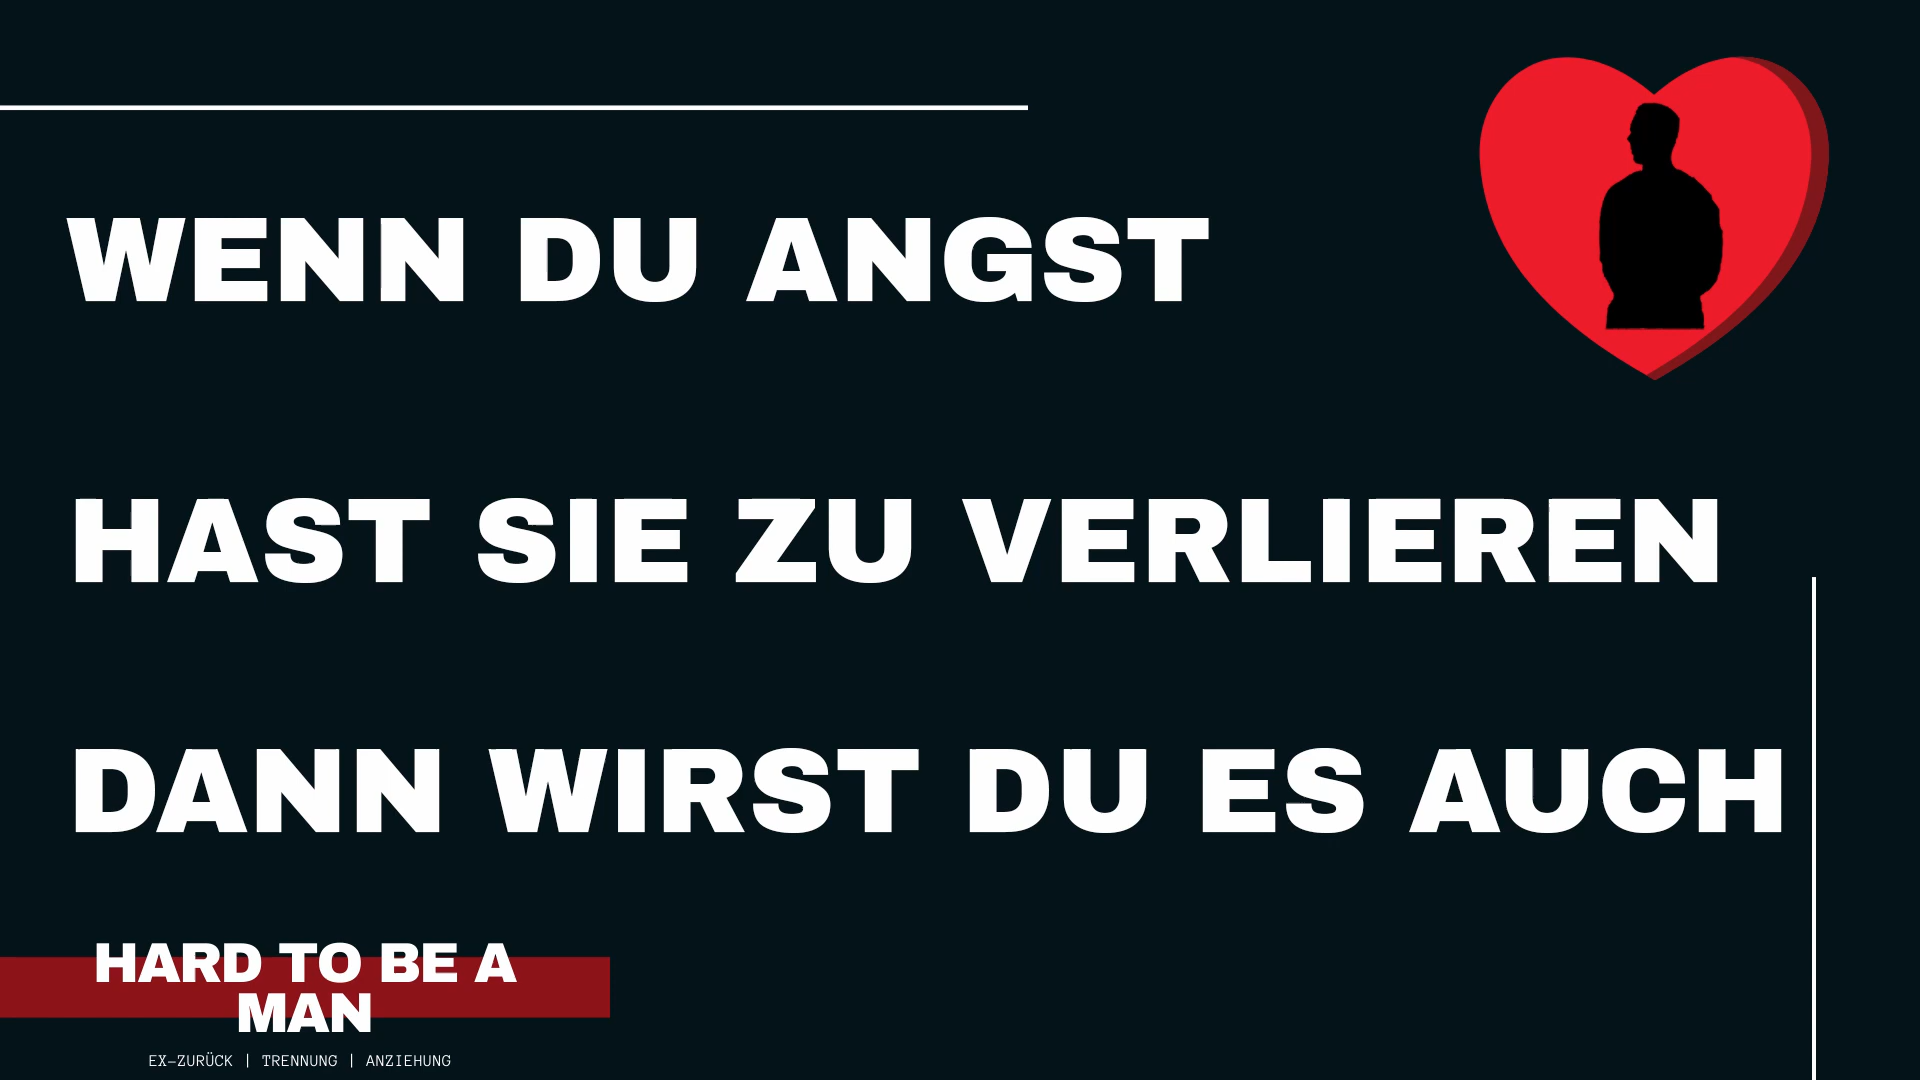 WENN DU ANGST
HAST SIE ZU VERLIEREN
DANN WIRST DU ES AUCH
HARD TO BE A
MAN
EX-ZURÜCK | TRENNUNG | ANZIEHUNG